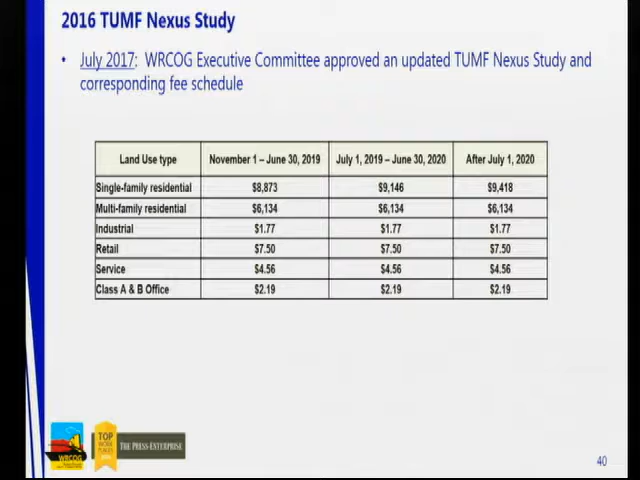 2016 TUMF Nexus Study
• July 2017: WRCOG Executive Committee approved an updated TUMF Nexus Study and
corresponding fee schedule
Land Use type November 1 – June 30, 2019 July 1, 2019 – June 30, 2020 After July 1, 2020
Single-family residential $8,873 $9,146 $9,418
Multi-family residential $6,134 $6,134 $6,134
Industrial $1.77 $1.77 $1.77
Retail $7.50 $7.50 $7.50
Service $4.56 $4.56 $4.56
Class A & B Office $2.19 $2.19 $2.19
WRCOG
TOP
WORK
PLACES
THE PRESS-ENTERPRISE
40